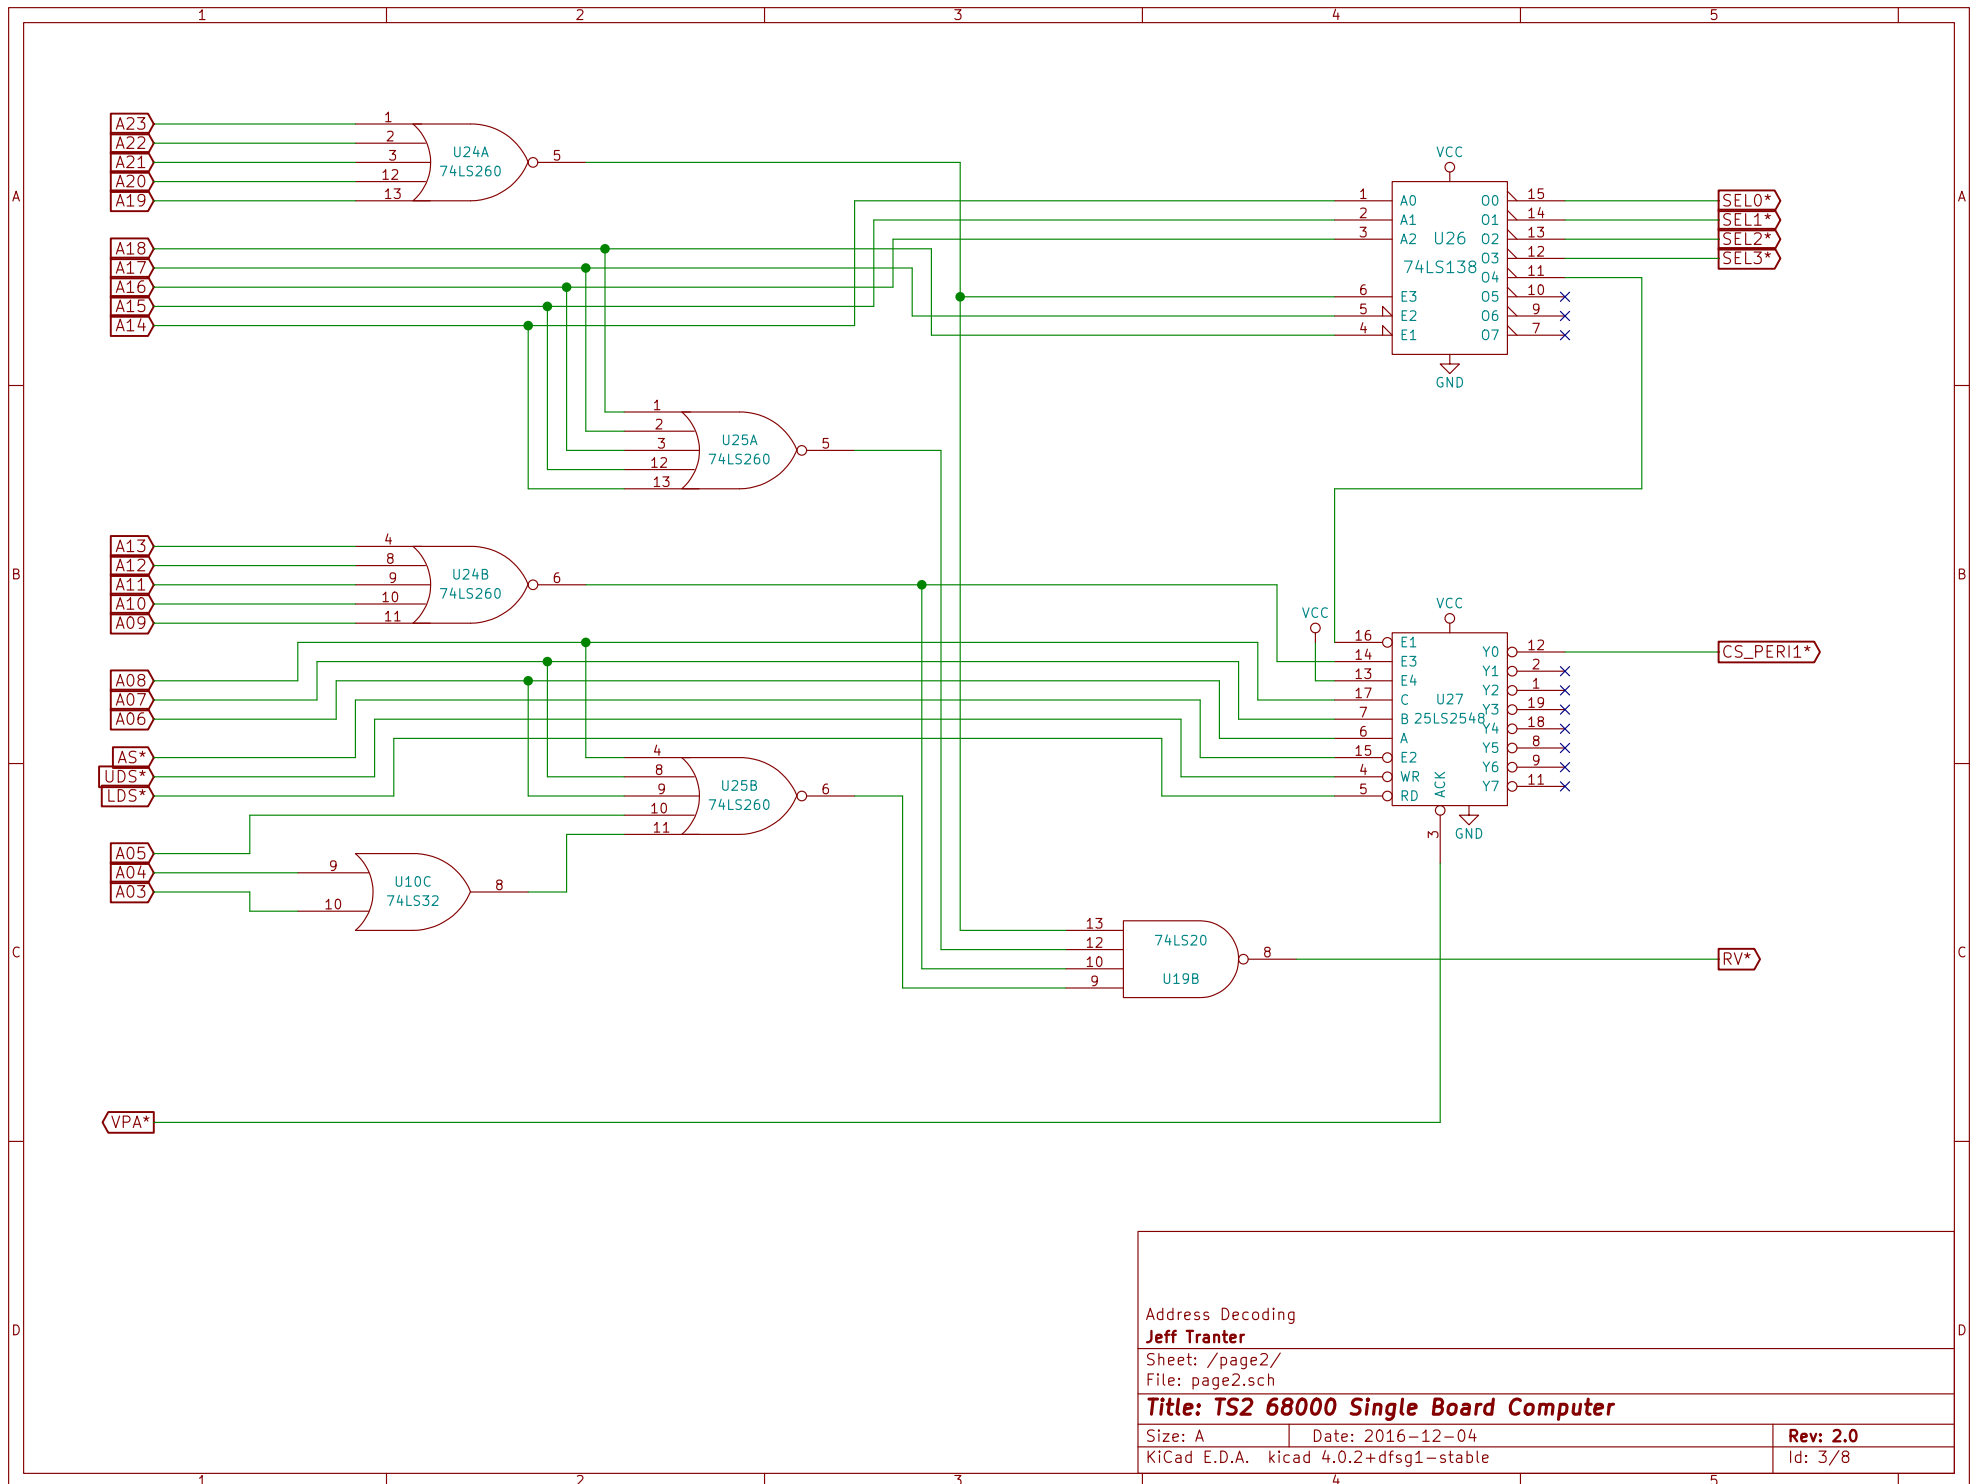 1 2 3 4 5
A23 1
A22 2
A21 3
A20 12
A19 13
U24A
74LS260
5
A
A
VCC
1 A0 O0 15 SEL0*
2 A1 O1 14 SEL1*
3 A2 U26 O2 13 SEL2*
74LS138 O3 12 SEL3*
O4 11
6 E3 O5 10
5 E2 O6 9
4 E1 O7 7
GND
A18
A17
A16
A15
A14
1
2
3
12
13
U25A
74LS260
5
A13 4
A12 8
A11 9
A10 10
A09 11
U24B
74LS260
6
B
B
VCC
VCC
16 E1 Y0 12 CS_PERI1*
14 E3 Y1 2
13 E4 Y2 1
17 C U27 Y3 19
7 B 25LS2548 Y4 18
6 A Y5 8
15 E2 Y6 9
4 WR Y7 11
5 RD
ACK
3
GND
A08
A07
A06
AS*
UDS*
LDS*
4
8
9
10
11
U25B
74LS260
6
A05
A04 9
A03 10
U10C
74LS32
8
C
C
13
12
10
9
74LS20
U19B
8
RV*
VPA*
D
D
Address Decoding
Jeff Tranter
Sheet: /page2/
File: page2.sch
Title: TS2 68000 Single Board Computer
Size: A Date: 2016-12-04 Rev: 2.0
KiCad E.D.A. kicad 4.0.2+dfsg1-stable Id: 3/8
1 2 3 4 5